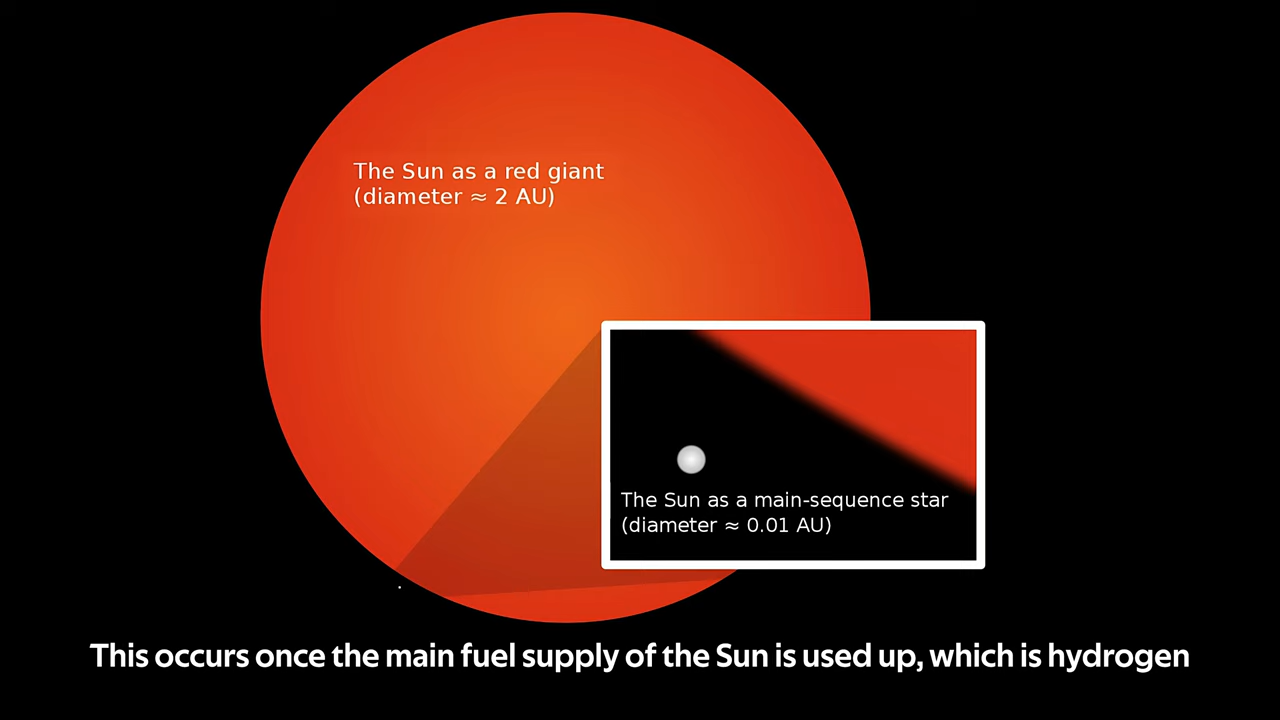 The Sun as a red giant
(diameter ≈ 2 AU)
The Sun as a main-sequence star
(diameter ≈ 0.01 AU)
This occurs once the main fuel supply of the Sun is used up, which is hydrogen